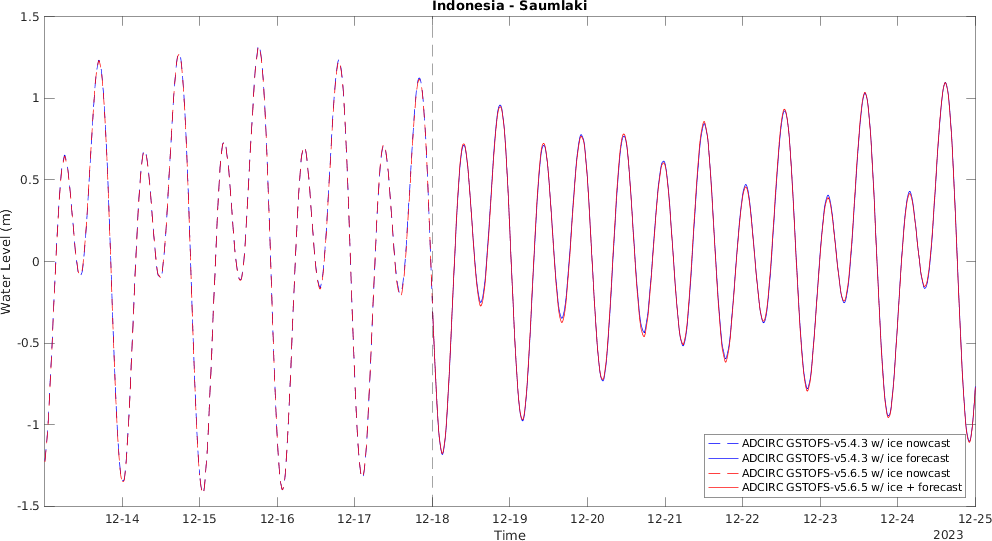 Indonesia - Saumlaki
1.5
1
0.5
0
-0.5
-1
-1.5
Water Level (m)
12-14 12-15 12-16 12-17 12-18 12-19 12-20 12-21 12-22 12-23 12-24 12-25
Time
2023
ADCIRC GSTOFS-v5.4.3 w/ ice nowcast
ADCIRC GSTOFS-v5.4.3 w/ ice forecast
ADCIRC GSTOFS-v5.6.5 w/ ice nowcast
ADCIRC GSTOFS-v5.6.5 w/ ice + forecast